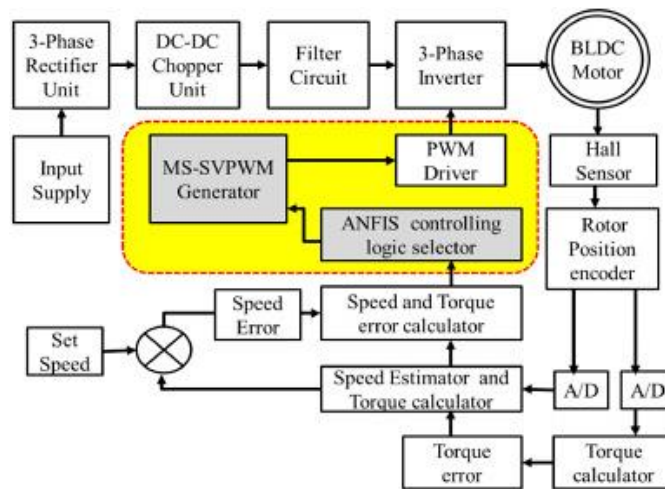 3-Phase
Rectifier
Unit
DC-DC
Chopper
Unit
Filter
Circuit
3-Phase
Inverter
BLDC
Motor
Input
Supply
MS-SVPWM
Generator
PWM
Driver
Hall
Sensor
ANFIS controlling
logic selector
Rotor
Position
encoder
Speed
Error
Speed and Torque
error calculator
Set
Speed
Speed Estimator and
Torque calculator
A/D
A/D
Torque
error
Torque
calculator